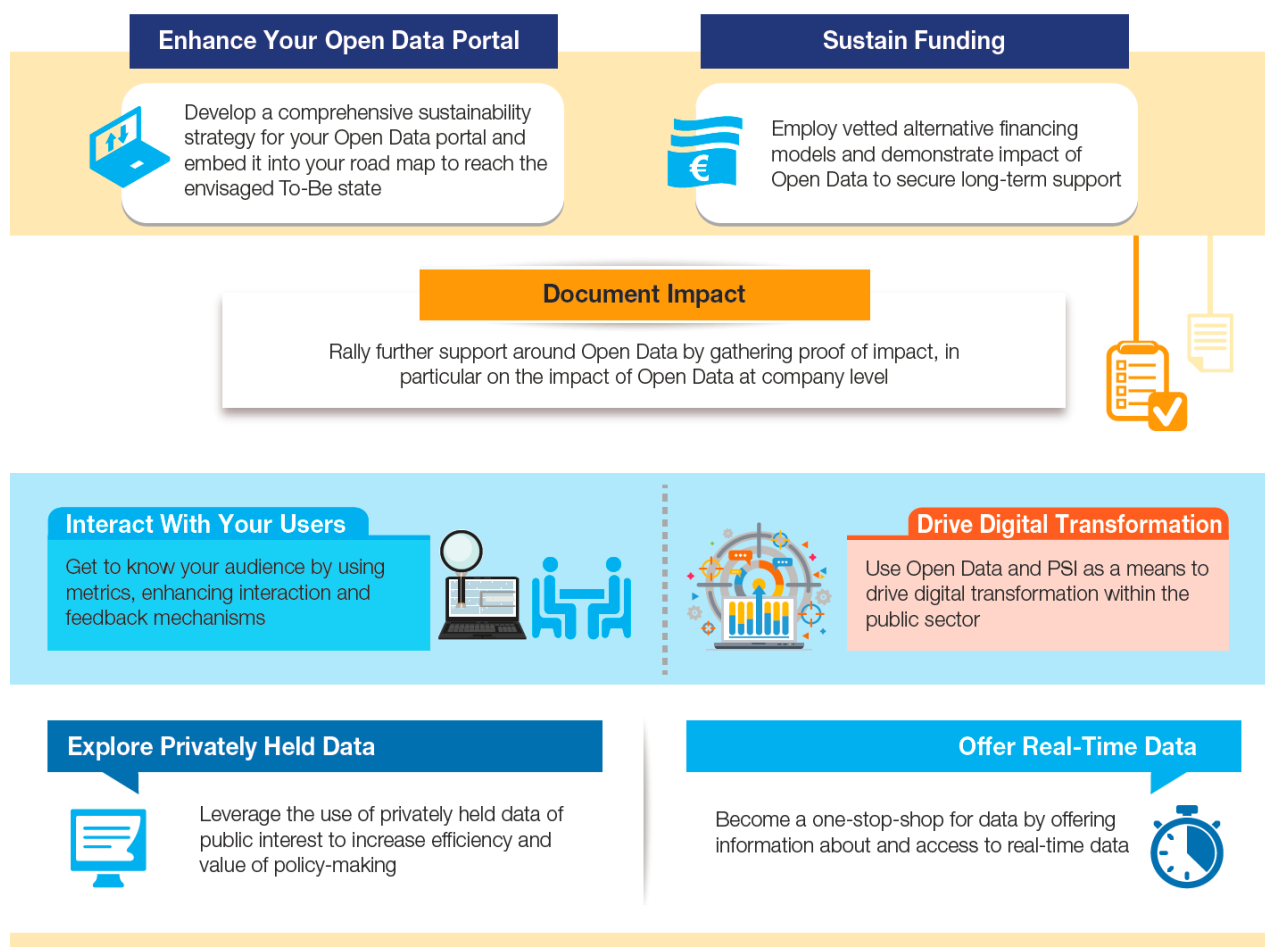 Enhance Your Open Data Portal
Develop a comprehensive sustainability
strategy for your Open Data portal and
embed it into your road map to reach the
envisaged To-Be state
Sustain Funding
€
Employ vetted alternative financing
models and demonstrate impact of
Open Data to secure long-term support
Document Impact
Rally further support around Open Data by gathering proof of impact, in
particular on the impact of Open Data at company level
Interact With Your Users
Get to know your audience by using
metrics, enhancing interaction and
feedback mechanisms
Drive Digital Transformation
Use Open Data and PSI as a means to
drive digital transformation within the
public sector
Explore Privately Held Data
Leverage the use of privately held data of
public interest to increase efficiency and
value of policy-making
Offer Real-Time Data
Become a one-stop-shop for data by offering
information about and access to real-time data